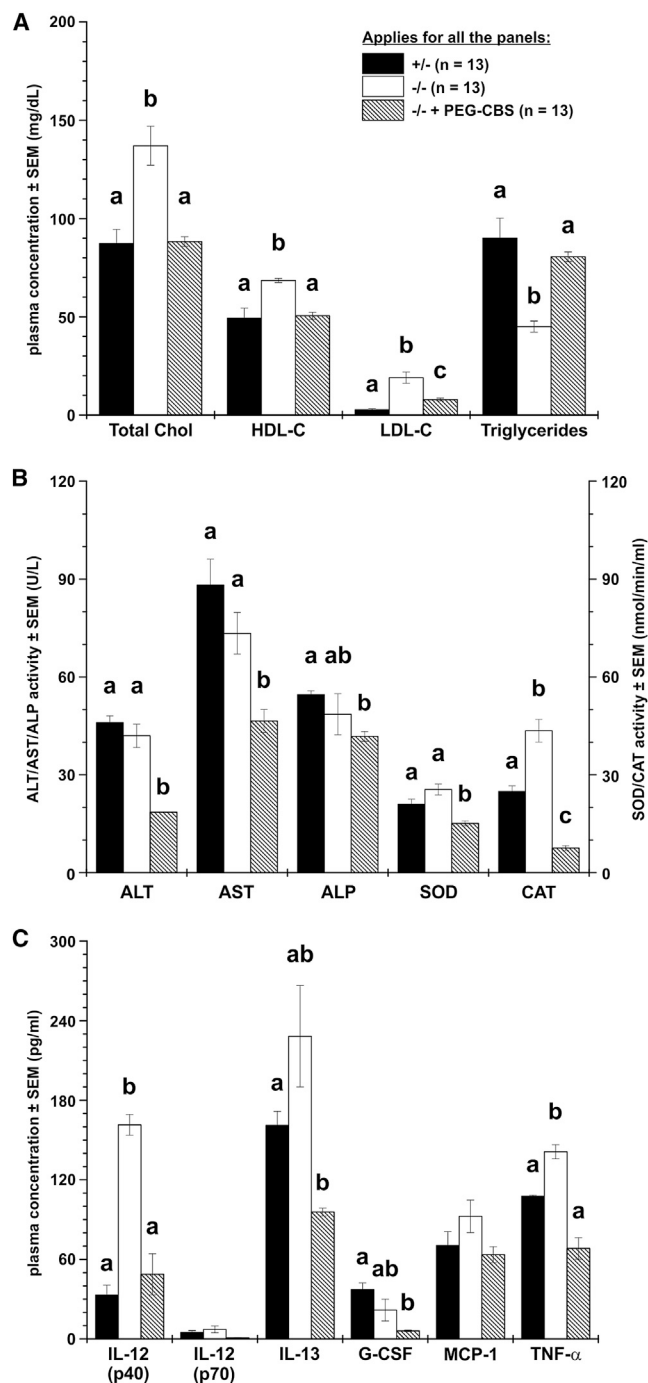 A
Applies for all the panels:
+/- (n = 13)
-/- (n = 13)
-/- + PEG-CBS (n = 13)
plasma concentration ± SEM (mg/dL)
200
150
100
50
0
a b a
a b a
a b c
a b a
Total Chol HDL-C LDL-C Triglycerides
B
ALT/AST/ALP activity ± SEM (U/L)
120
90
60
30
0
a a b
a a b
a ab b
a a b
a b c
SOD/CAT activity ± SEM (nmol/min/ml)
120
90
60
30
0
ALT AST ALP SOD CAT
C
plasma concentration ± SEM (pg/ml)
300
240
180
120
60
0
a b a
a ab b
a ab b
a b a
IL-12 (p40)
IL-12 (p70)
IL-13
G-CSF
MCP-1
TNF-α